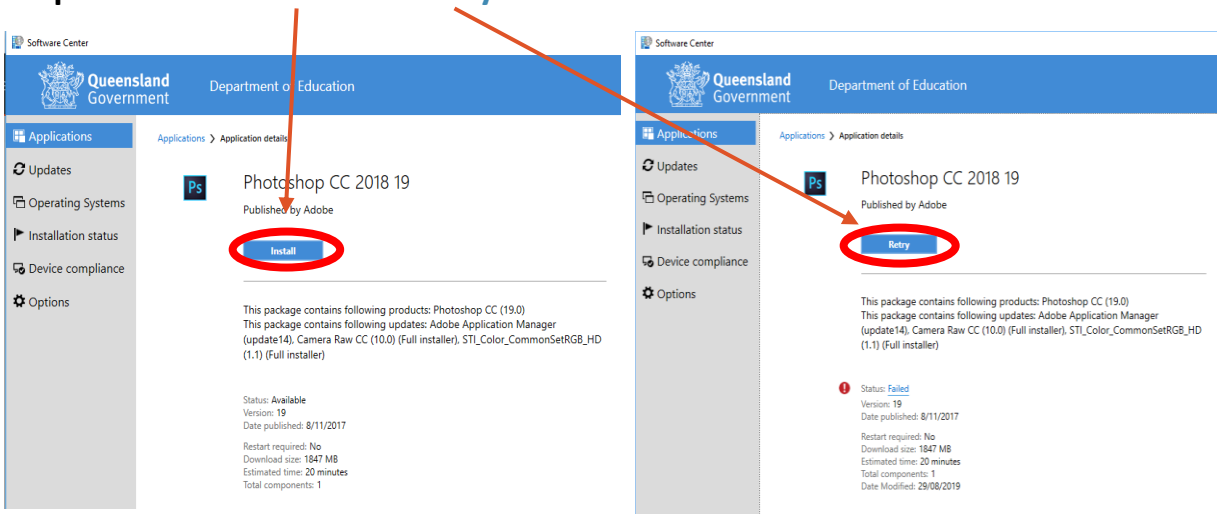 Software Center
Queensland
Government
Department of Education
Applications
Updates
Operating Systems
Installation status
Device compliance
Options
Applications ❯ Application details
Ps
Photoshop CC 2018 19
Published by Adobe
Install
This package contains following products: Photoshop CC (19.0)
This package contains following updates: Adobe Application Manager
(update14), Camera Raw CC (10.0) (Full installer), STI_Color_CommonSetRGB_HD
(1.1) (Full installer)
Status: Available
Version: 19
Date published: 8/11/2017
Restart required: No
Download size: 1847 MB
Estimated time: 20 minutes
Total components: 1
Software Center
Queensland
Government
Department of Education
Applications
Updates
Operating Systems
Installation status
Device compliance
Options
Applications ❯ Application details
Ps
Photoshop CC 2018 19
Published by Adobe
Retry
This package contains following products: Photoshop CC (19.0)
This package contains following updates: Adobe Application Manager
(update14), Camera Raw CC (10.0) (Full installer), STI_Color_CommonSetRGB_HD
(1.1) (Full installer)
Status: Failed
Version: 19
Date published: 8/11/2017
Restart required: No
Download size: 1847 MB
Estimated time: 20 minutes
Total components: 1
Date Modified: 29/08/2019